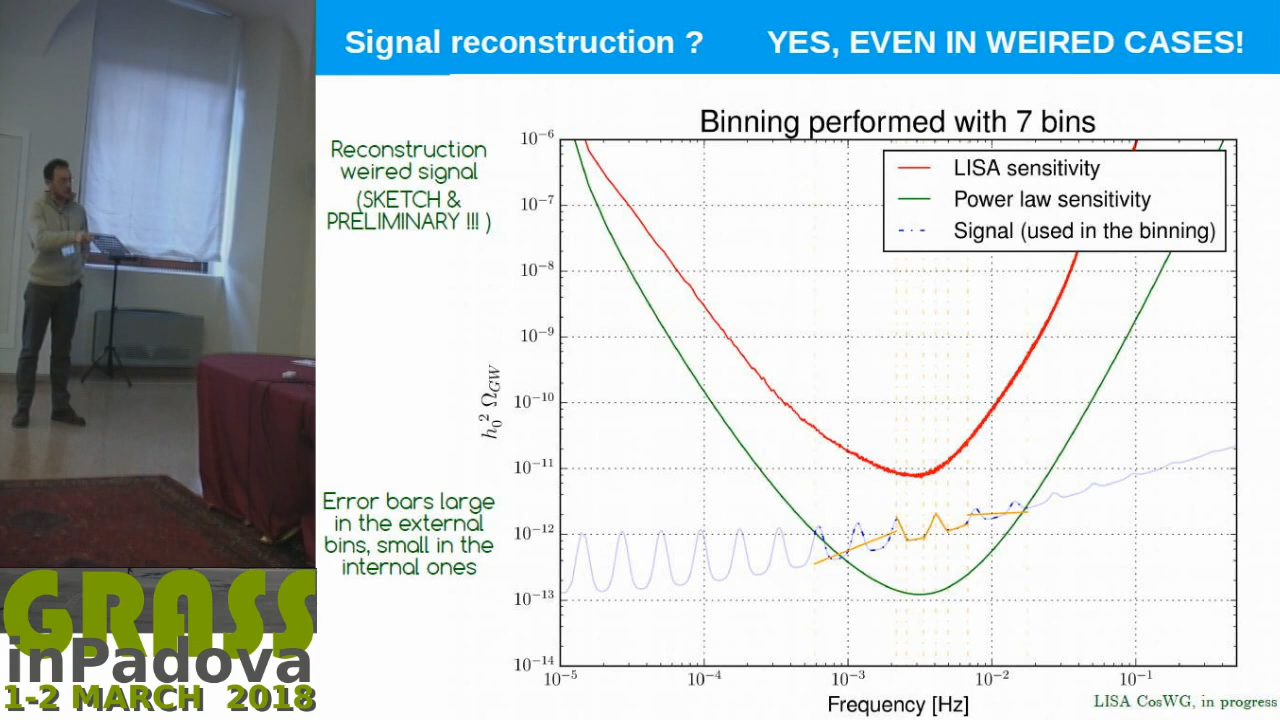 Signal reconstruction ? YES, EVEN IN WEIRED CASES!
Reconstruction
weired signal
(SKETCH &
PRELIMINARY !!! )
Error bars large
in the external
bins, small in the
internal ones
Binning performed with 7 bins
LISA sensitivity
Power law sensitivity
Signal (used in the binning)
10⁻⁶
10⁻⁷
10⁻⁸
10⁻⁹
10⁻¹⁰
10⁻¹¹
10⁻¹²
10⁻¹³
10⁻¹⁴
h₀² Ω_GW
10⁻⁵ 10⁻⁴ 10⁻³ 10⁻² 10⁻¹
Frequency [Hz]
LISA CosWG, in progress
GRASS
inPadova
1-2 MARCH 2018